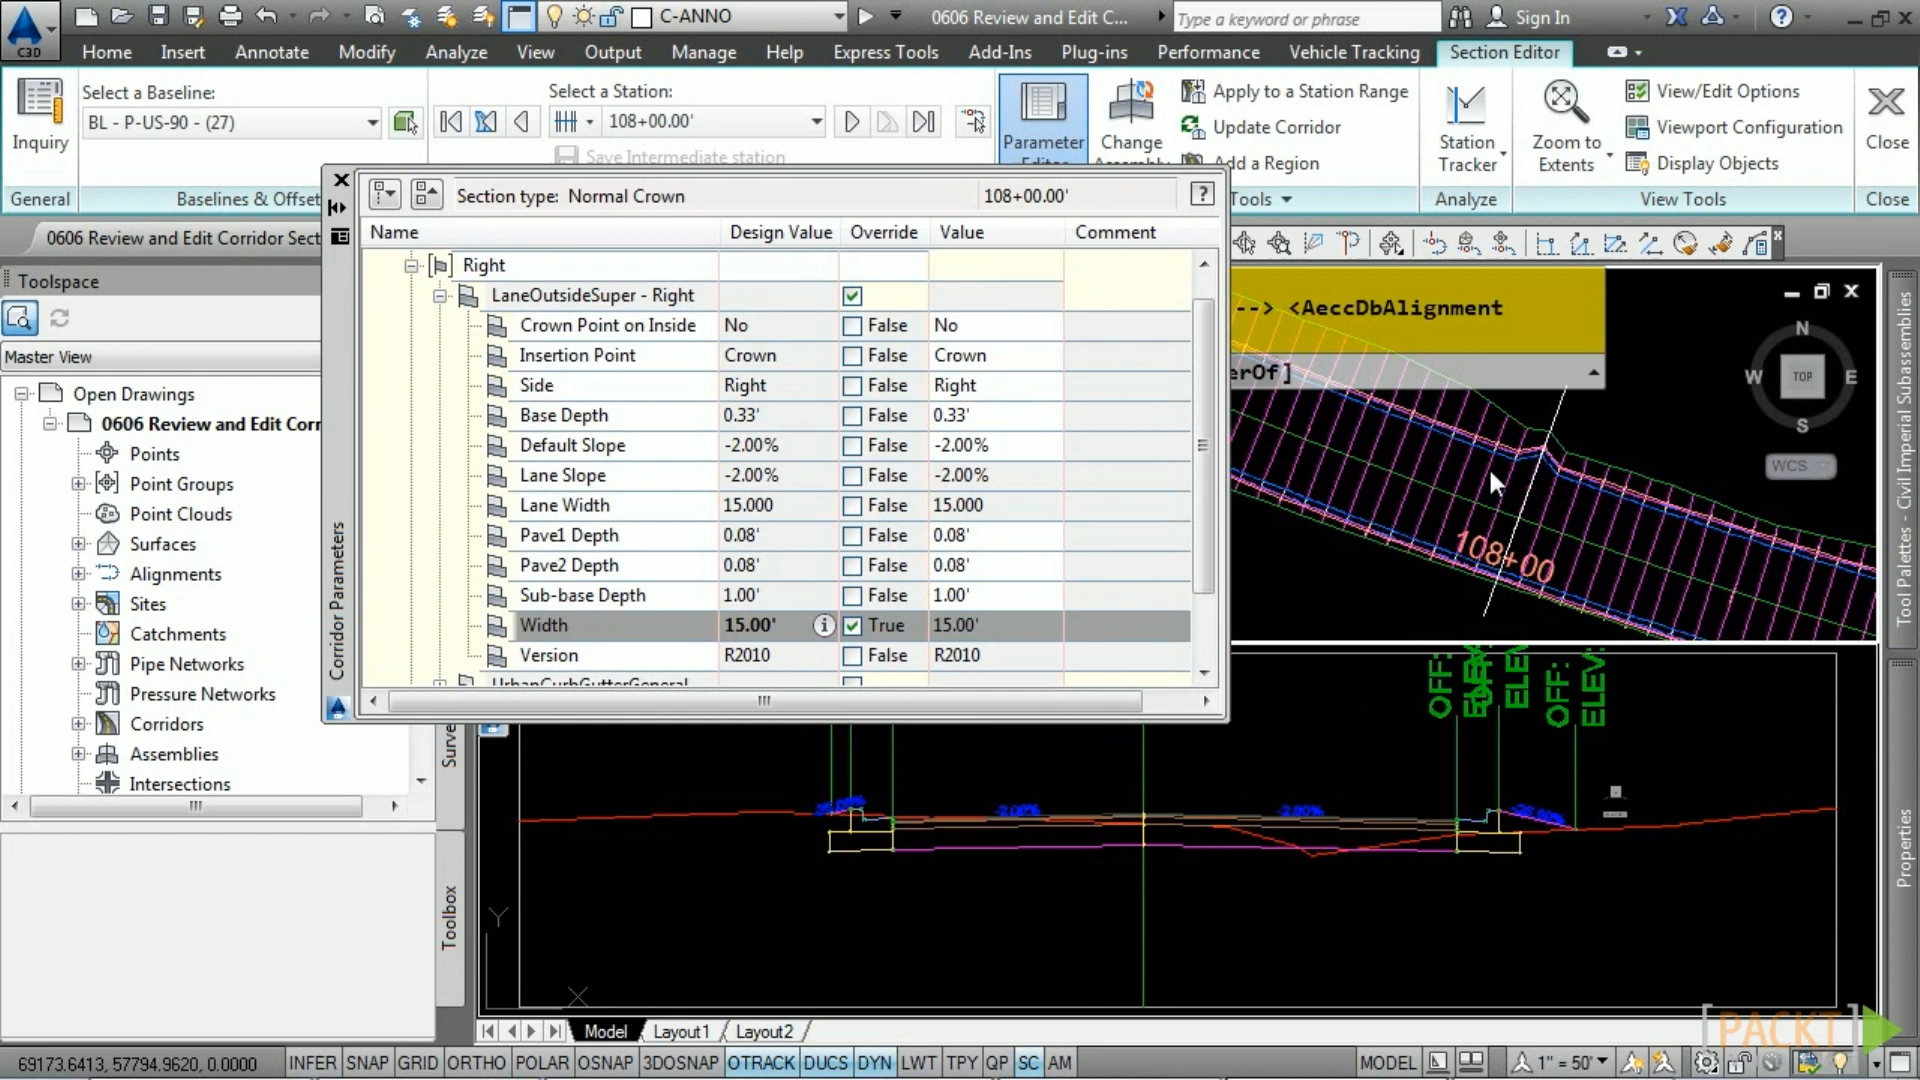 C-ANNO
0606 Review and Edit C...
Type a keyword or phrase
Sign In
C3D
Home Insert Annotate Modify Analyze View Output Manage Help Express Tools Add-Ins Plug-ins Performance Vehicle Tracking Section Editor
Inquiry
General
Select a Baseline:
BL - P-US-90 - (27)
Baselines & Offset
Select a Station:
108+00.00'
Save Intermediate station
Parameter
Change
Apply to a Station Range
Update Corridor
Add a Region
Tools
Station
Tracker
Analyze
Zoom to
Extents
View/Edit Options
Viewport Configuration
Display Objects
View Tools
Close
Close
0606 Review and Edit Corridor Sect
Toolspace
Master View
Open Drawings
0606 Review and Edit Corr
Points
Point Groups
Point Clouds
Surfaces
Alignments
Sites
Catchments
Pipe Networks
Pressure Networks
Corridors
Assemblies
Intersections
Surve
Toolbox
Corridor Parameters
Section type: Normal Crown 108+00.00' ?
Name Design Value Override Value Comment
Right
LaneOutsideSuper - Right
Crown Point on Inside No False No
Insertion Point Crown False Crown
Side Right False Right
Base Depth 0.33' False 0.33'
Default Slope -2.00% False -2.00%
Lane Slope -2.00% False -2.00%
Lane Width 15.000 False 15.000
Pave1 Depth 0.08' False 0.08'
Pave2 Depth 0.08' False 0.08'
Sub-base Depth 1.00' False 1.00'
Width 15.00' True 15.00'
Version R2010 False R2010
UrbanCurbGutterGeneral
--> <AeccDbAlignment
erOf]
N
W TOP E
S
WCS
108+00
OFF:
ELEV:
ELEV
OFF:
ELEV:
-2.00% -2.00%
Y
X
Tool Palettes - Civil Imperial Subassemblies
Properties
Model Layout1 Layout2
[PACKT]
69173.6413, 57794.9620, 0.0000 INFER SNAP GRID ORTHO POLAR OSNAP 3DOSNAP OTRACK DUCS DYN LWT TPY QP SC AM MODEL 1" = 50'